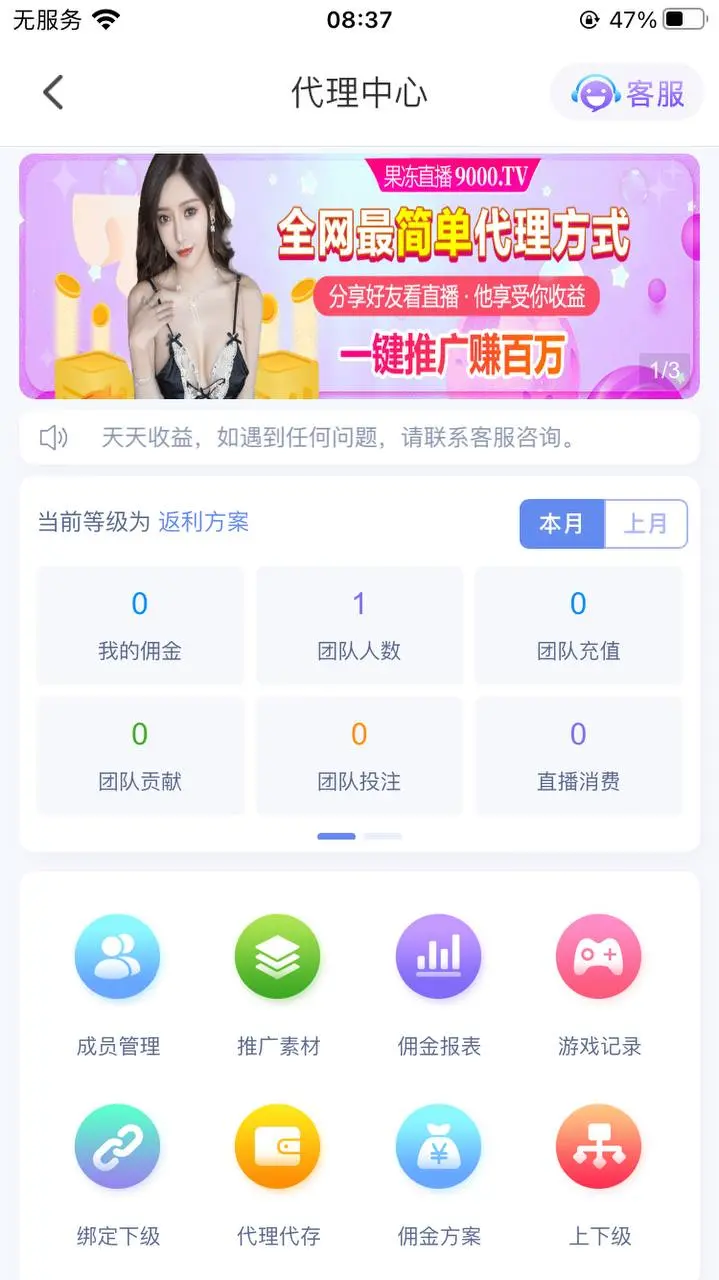 无服务 08:37 47%
代理中心 客服
果冻直播9000.TV
全网最简单代理方式
分享好友看直播·他享受你收益
一键推广赚百万
1/3
天天收益，如遇到任何问题，请联系客服咨询。
当前等级为 返利方案 本月 上月
0 1 0
我的佣金 团队人数 团队充值
0 0 0
团队贡献 团队投注 直播消费
成员管理 推广素材 佣金报表 游戏记录
¥
绑定下级 代理代存 佣金方案 上下级